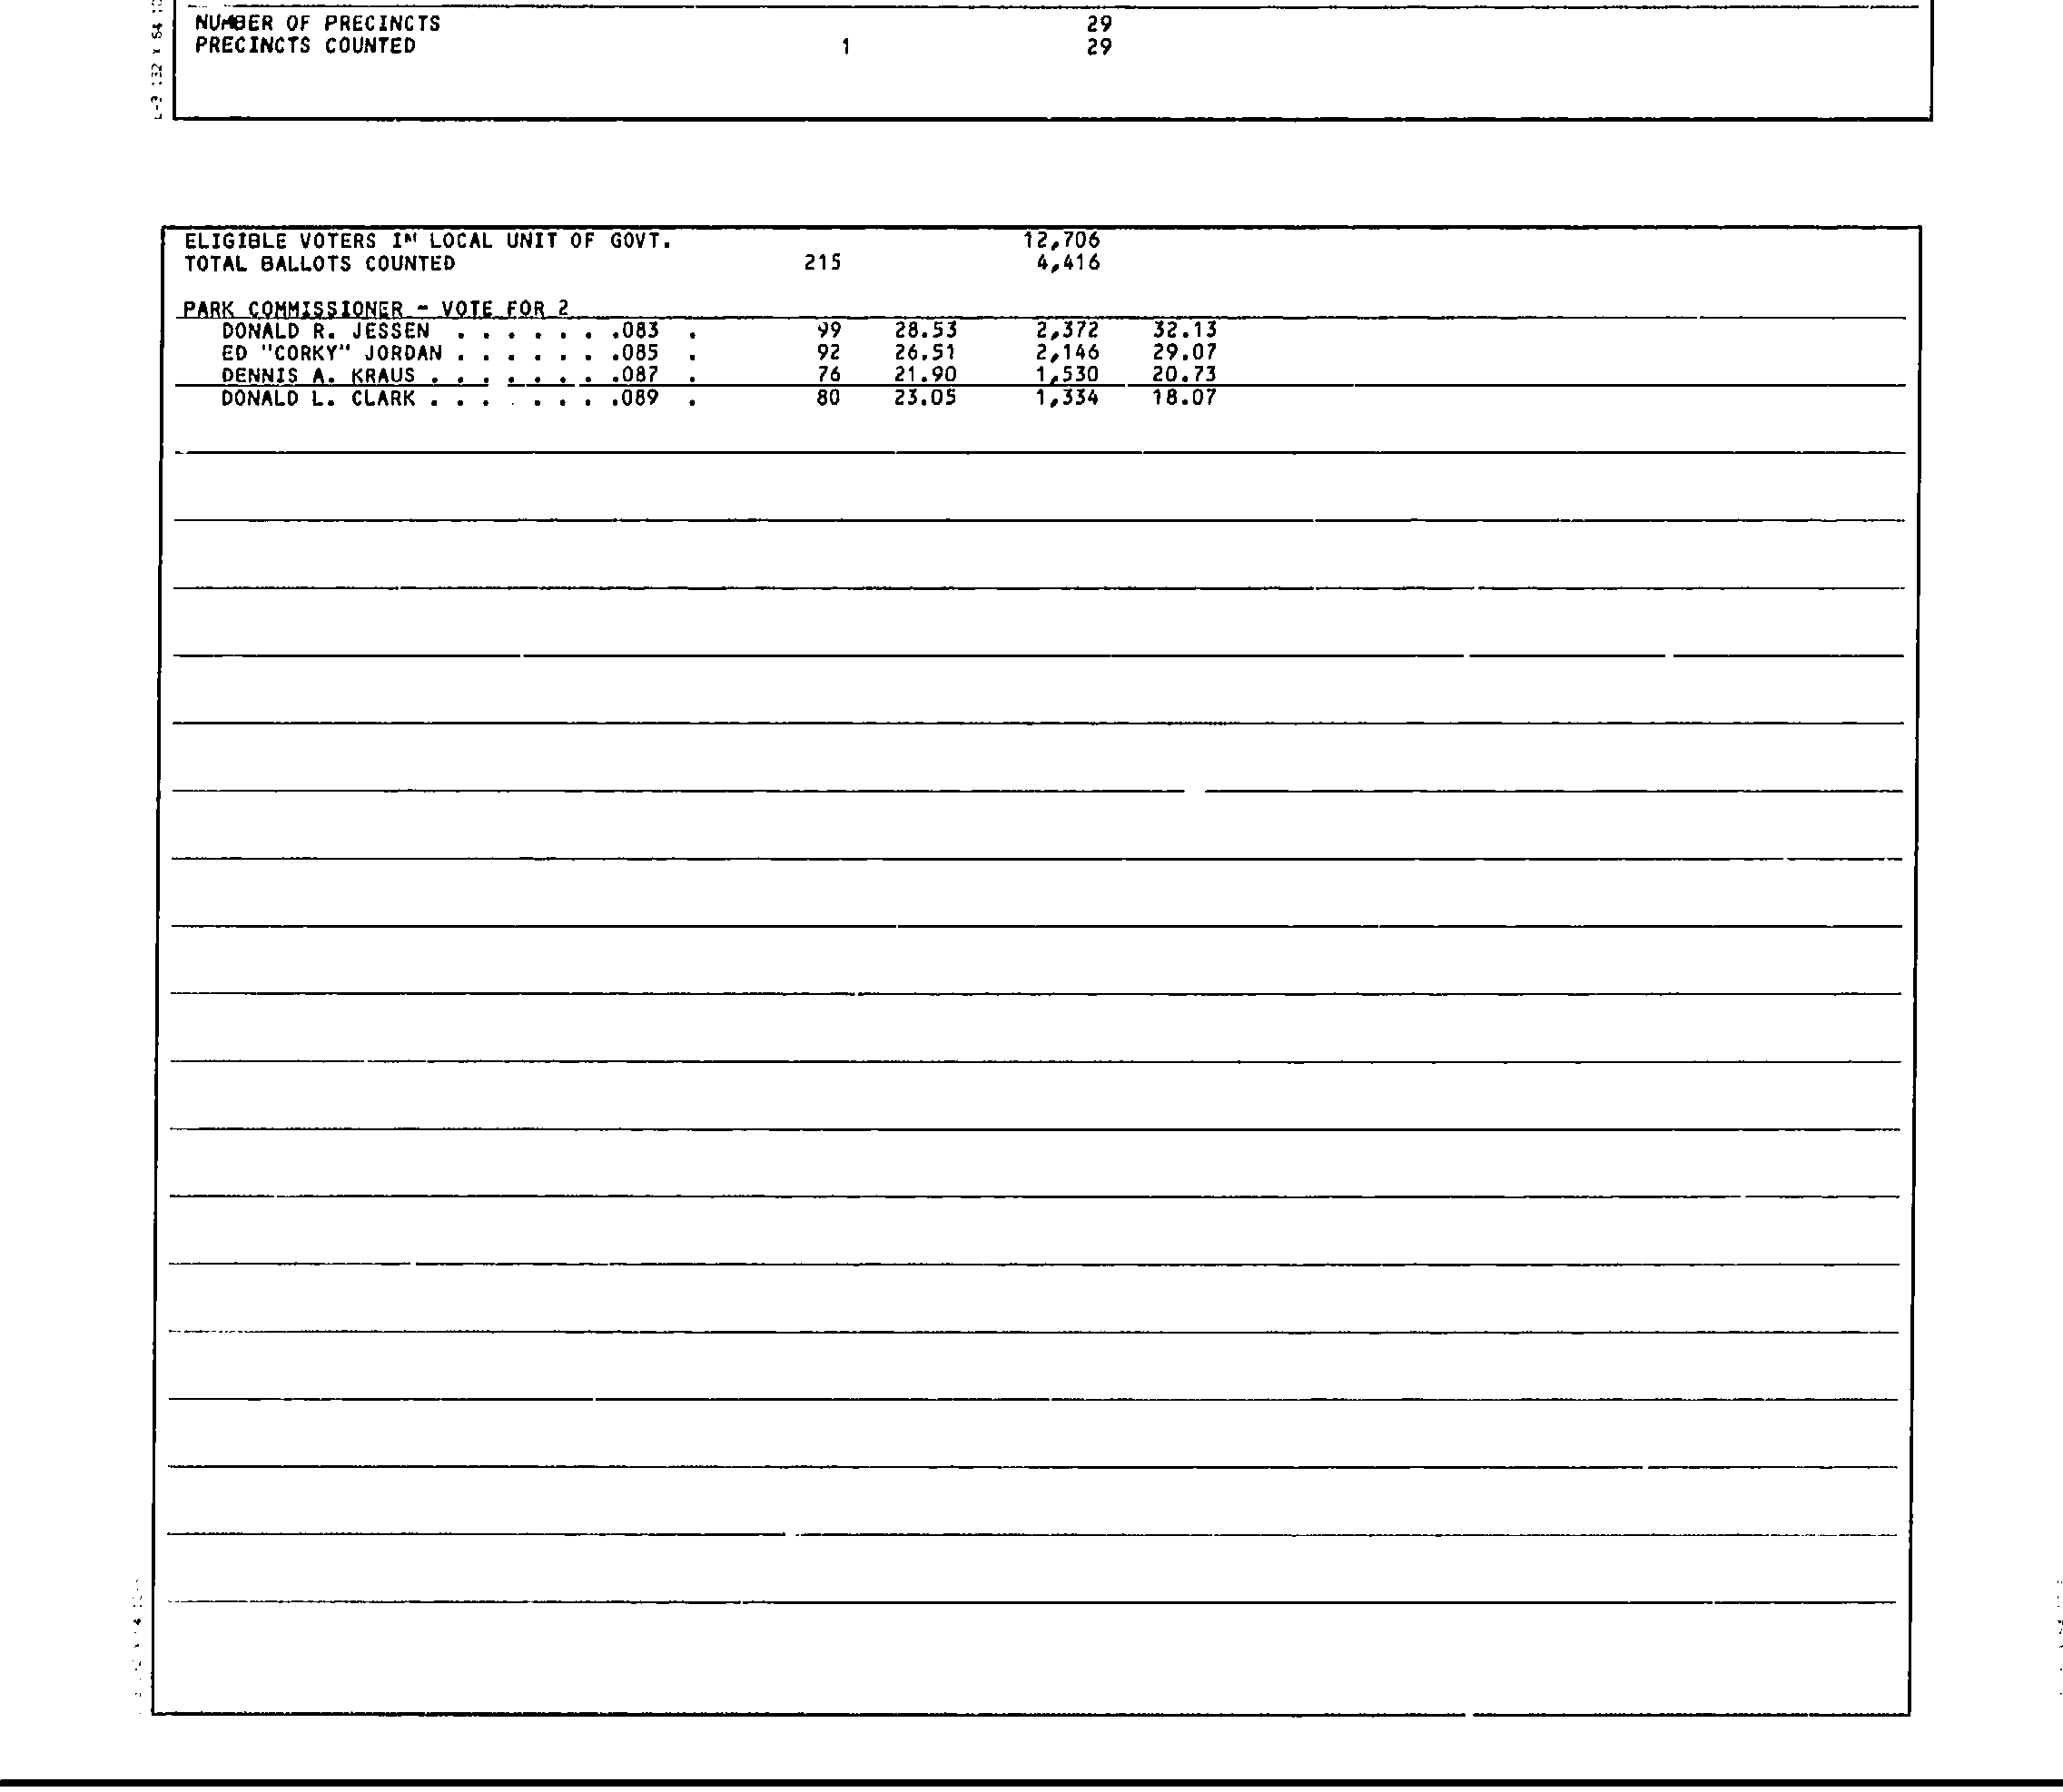 NUMBER OF PRECINCTS 29
PRECINCTS COUNTED 1 29
ELIGIBLE VOTERS IN LOCAL UNIT OF GOVT. 12,706
TOTAL BALLOTS COUNTED 215 4,416
PARK COMMISSIONER - VOTE FOR 2
DONALD R. JESSEN . . . . . . .083 . 99 28.53 2,372 32.13
ED "CORKY" JORDAN . . . . . . .085 . 92 26.51 2,146 29.07
DENNIS A. KRAUS . . . . . . . .087 . 76 21.90 1,530 20.73
DONALD L. CLARK . . . . . . . .089 . 80 23.05 1,334 18.07